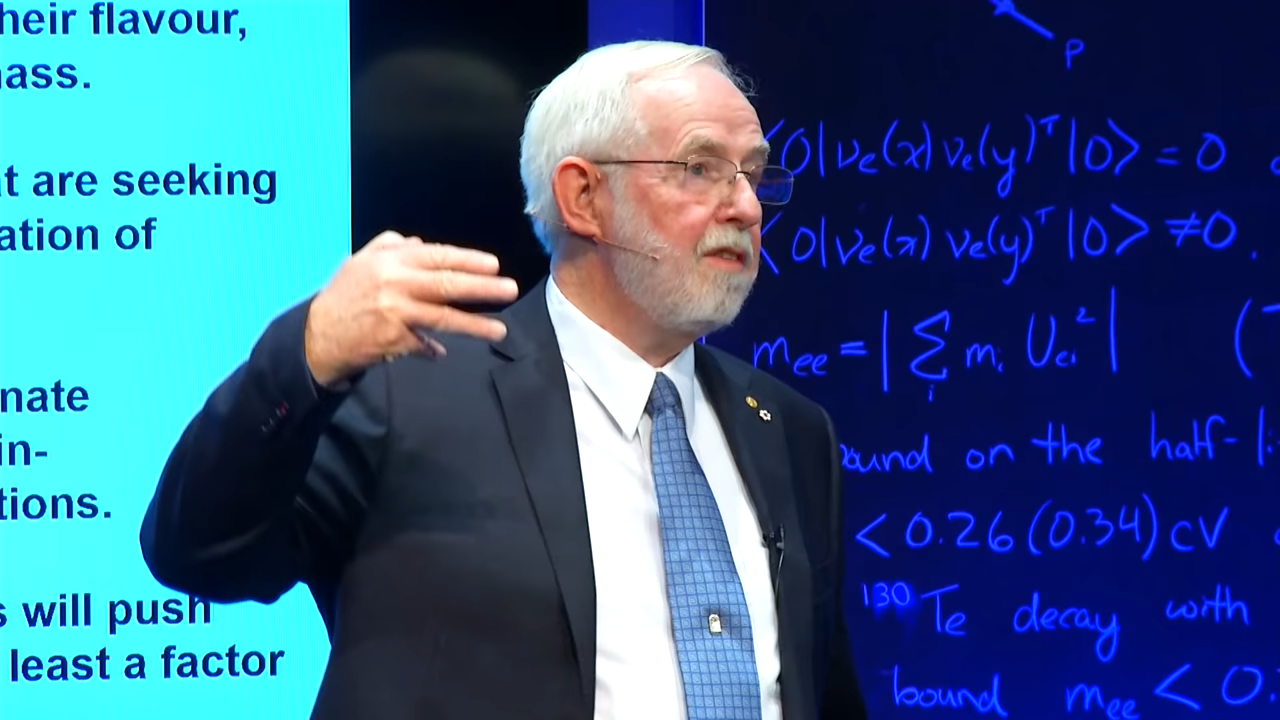 heir flavour,
ass.
t are seeking
ation of
nate
in-
tions.
s will push
least a factor
P
⟨0|νe(x) νe(y)ᵀ|0⟩ = 0
⟨0|νe(x) νe(y)ᵀ|0⟩ ≠ 0.
mee = |∑i mi Uei²| (
ound on the half-li
< 0.26 (0.34) eV
¹³⁰Te decay with
bound mee < 0.